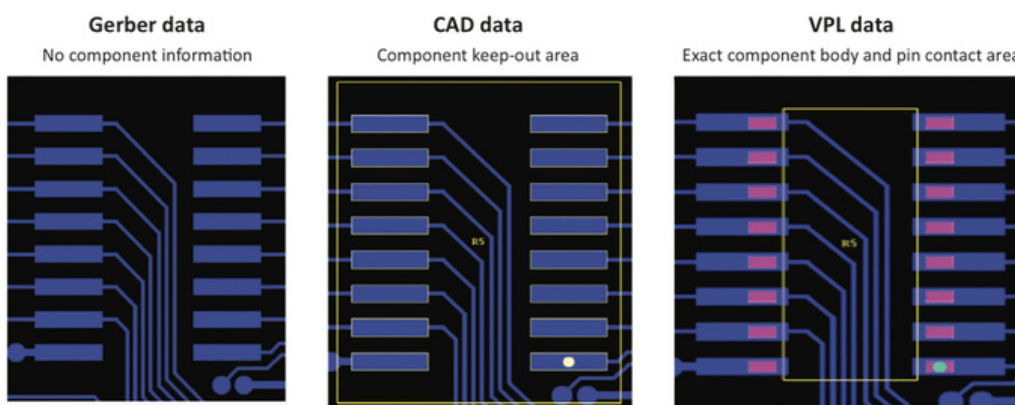 Gerber data
No component information
CAD data
Component keep-out area
VPL data
Exact component body and pin contact area
R5
R5